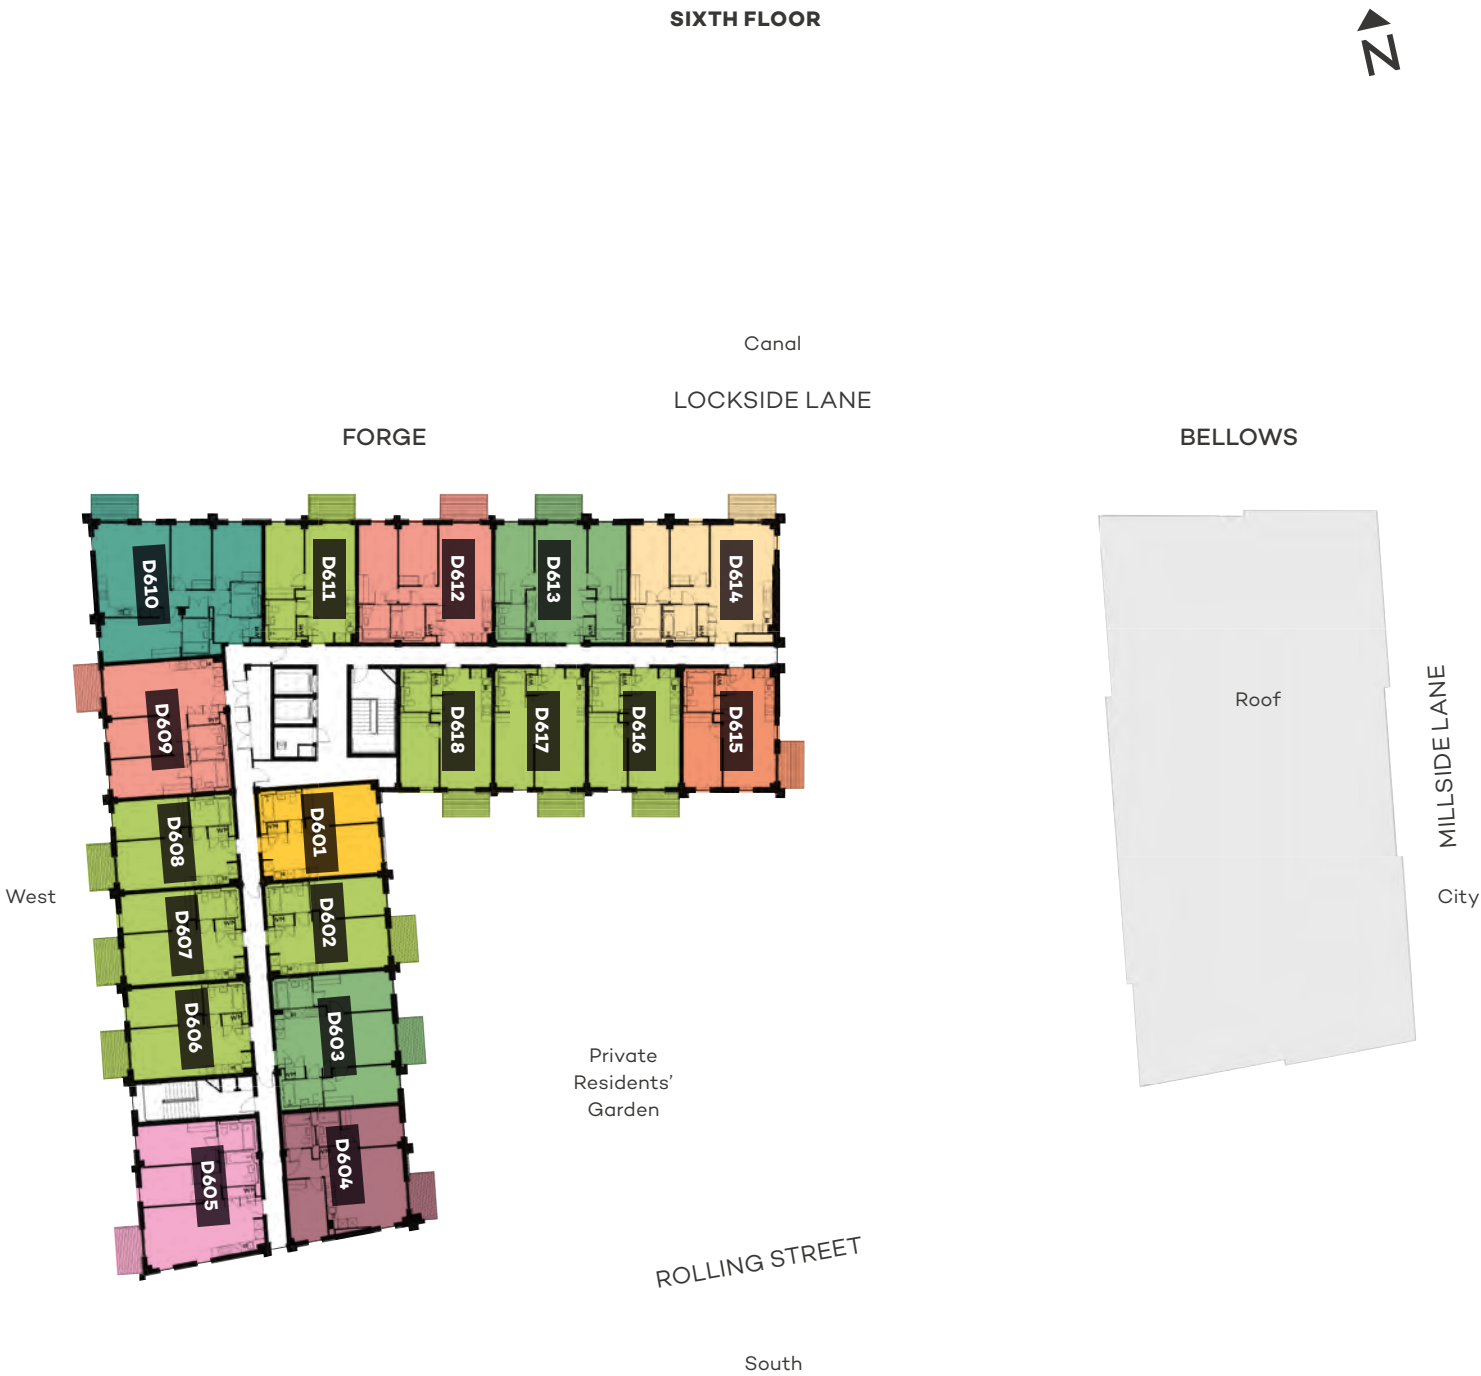 SIXTH FLOOR
N
Canal
LOCKSIDE LANE
FORGE
BELLOWS
D610
D611
D612
D613
D614
D609
D618
D617
D616
D615
Roof
MILLSIDE LANE
D608
D601
West
City
D607
D602
D606
D603
Private
Residents’
Garden
D605
D604
ROLLING STREET
South